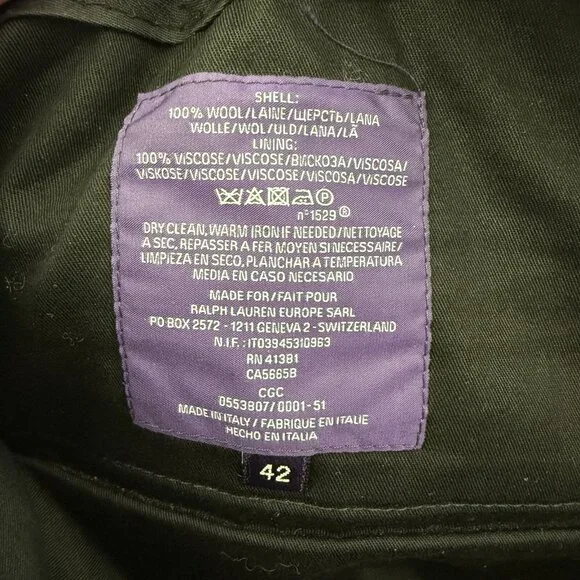 SHELL:
100% WOOL/LAINE/ШЕРСТЬ/LANA
WOLLE/WOL/ULD/LANA/LÃ
LINING:
100% VISCOSE/VISCOSE/ВИСКОЗА/VISCOSA/
VISKOSE/VISCOSE/VISCOSE/VISCOSA/VISCOSE
P
n°1529®
DRY CLEAN, WARM IRON IF NEEDED/NETTOYAGE
A SEC, REPASSER A FER MOYEN SI NECESSAIRE/
LIMPIEZA EN SECO, PLANCHAR A TEMPERATURA
MEDIA EN CASO NECESARIO
MADE FOR/FAIT POUR
RALPH LAUREN EUROPE SARL
PO BOX 2572 - 1211 GENEVA 2 - SWITZERLAND
N.I.F.: IT03945310963
RN 41381
CA56658
CGC
0553807/0001-51
MADE IN ITALY / FABRIQUE EN ITALIE
HECHO EN ITALIA
42